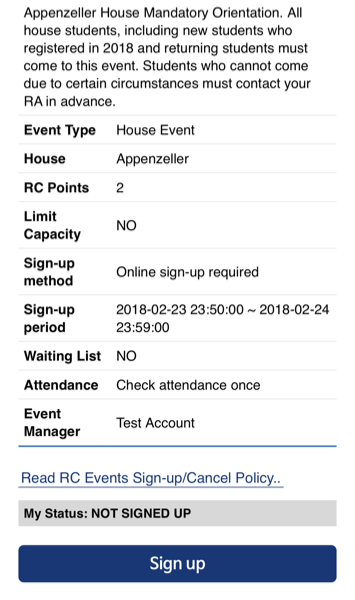 Appenzeller House Mandatory Orientation. All
house students, including new students who
registered in 2018 and returning students must
come to this event. Students who cannot come
due to certain circumstances must contact your
RA in advance.
Event Type House Event
House Appenzeller
RC Points 2
Limit
Capacity NO
Sign-up
method Online sign-up required
Sign-up
period 2018-02-23 23:50:00 ~ 2018-02-24
23:59:00
Waiting List NO
Attendance Check attendance once
Event
Manager Test Account
Read RC Events Sign-up/Cancel Policy..
My Status: NOT SIGNED UP
Sign up